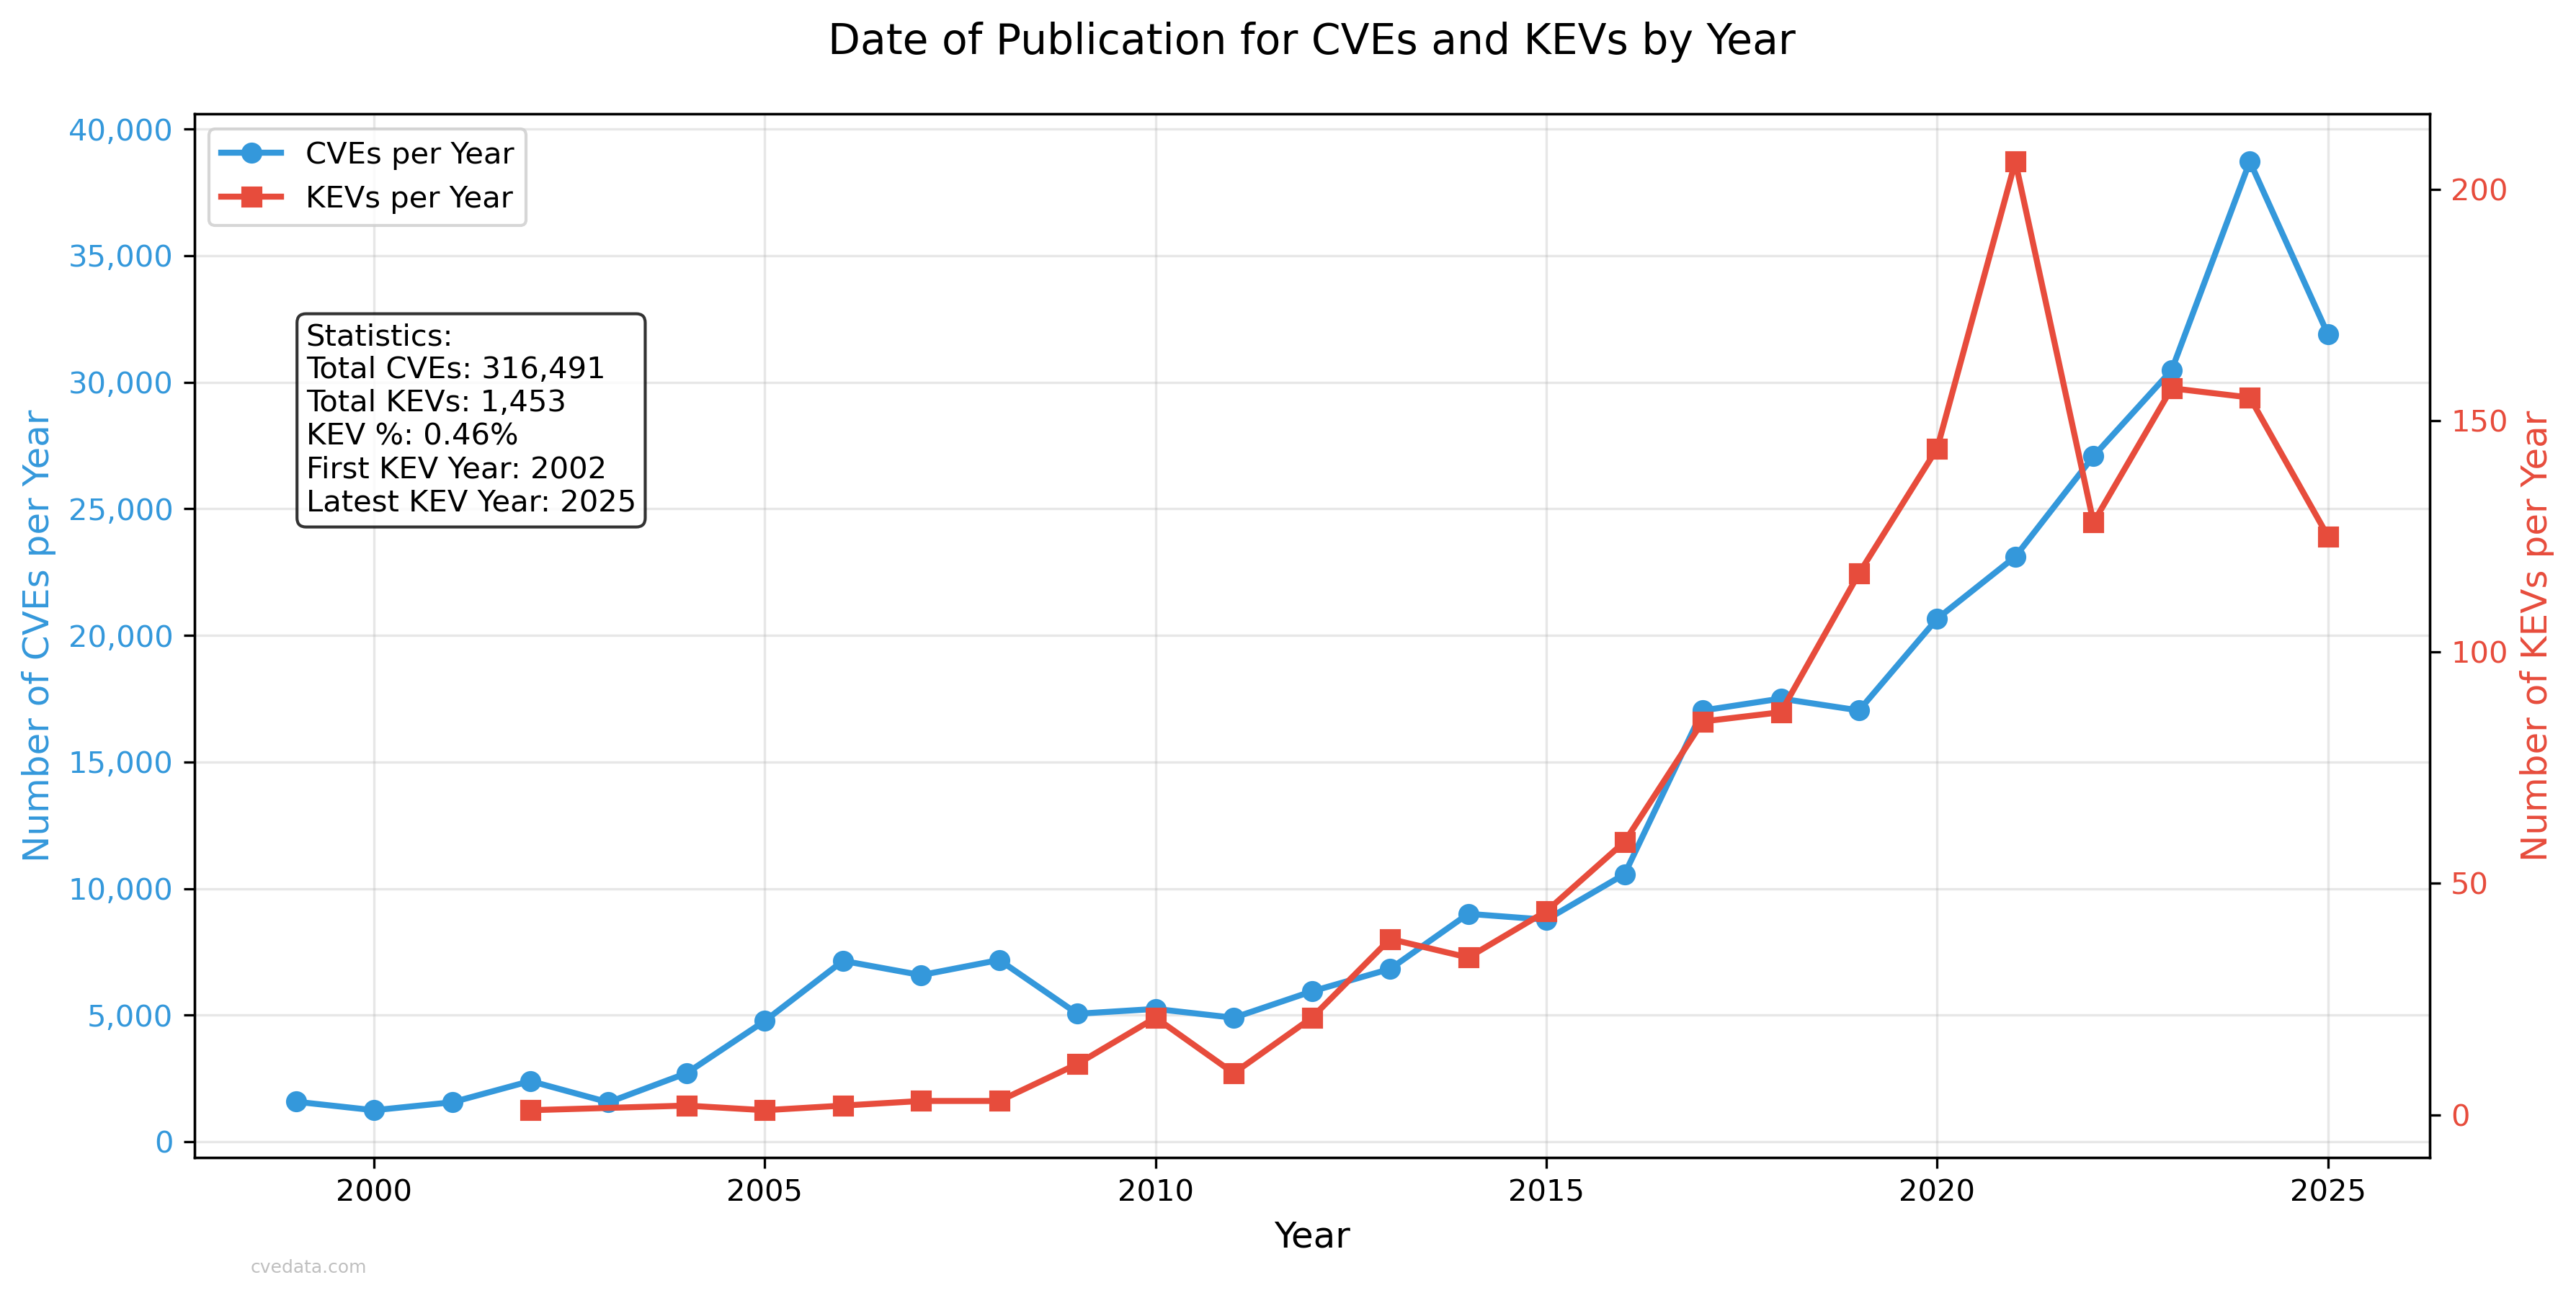 Date of Publication for CVEs and KEVs by Year
CVEs per Year
KEVs per Year
Statistics:
Total CVEs: 316,491
Total KEVs: 1,453
KEV %: 0.46%
First KEV Year: 2002
Latest KEV Year: 2025
Number of CVEs per Year
40,000
35,000
30,000
25,000
20,000
15,000
10,000
5,000
0
200
150
100
50
0
Number of KEVs per Year
2000
2005
2010
2015
2020
2025
Year
cvedata.com